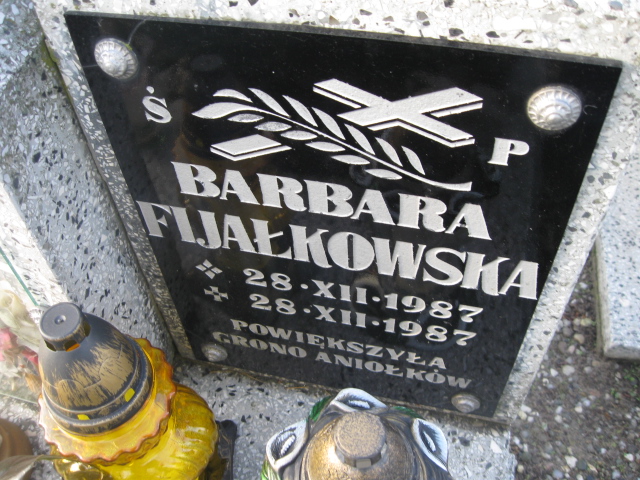 Ś P
BARBARA
FIJAŁKOWSKA
28·XII·1987
28·XII·1987
POWIĘKSZYŁA
GRONO ANIOŁKÓW